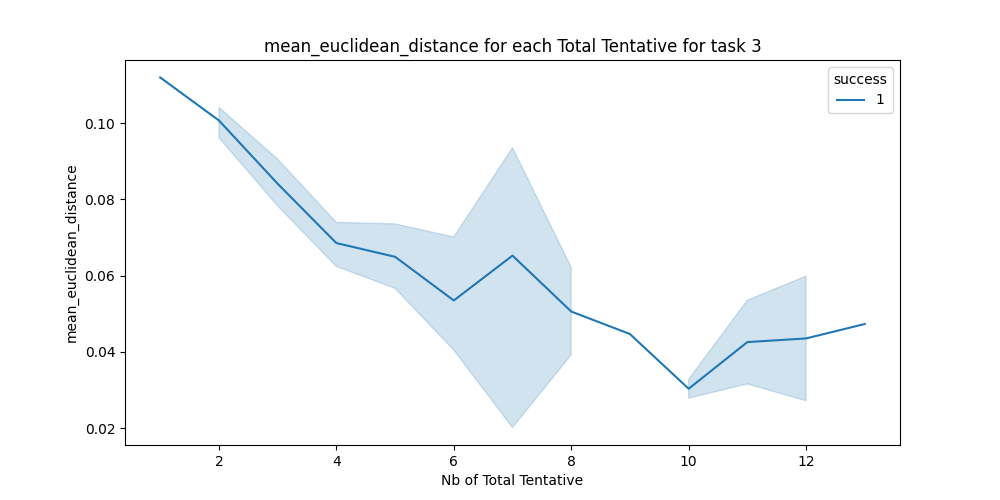 mean_euclidean_distance for each Total Tentative for task 3
success
1
mean_euclidean_distance
0.10
0.08
0.06
0.04
0.02
2 4 6 8 10 12
Nb of Total Tentative